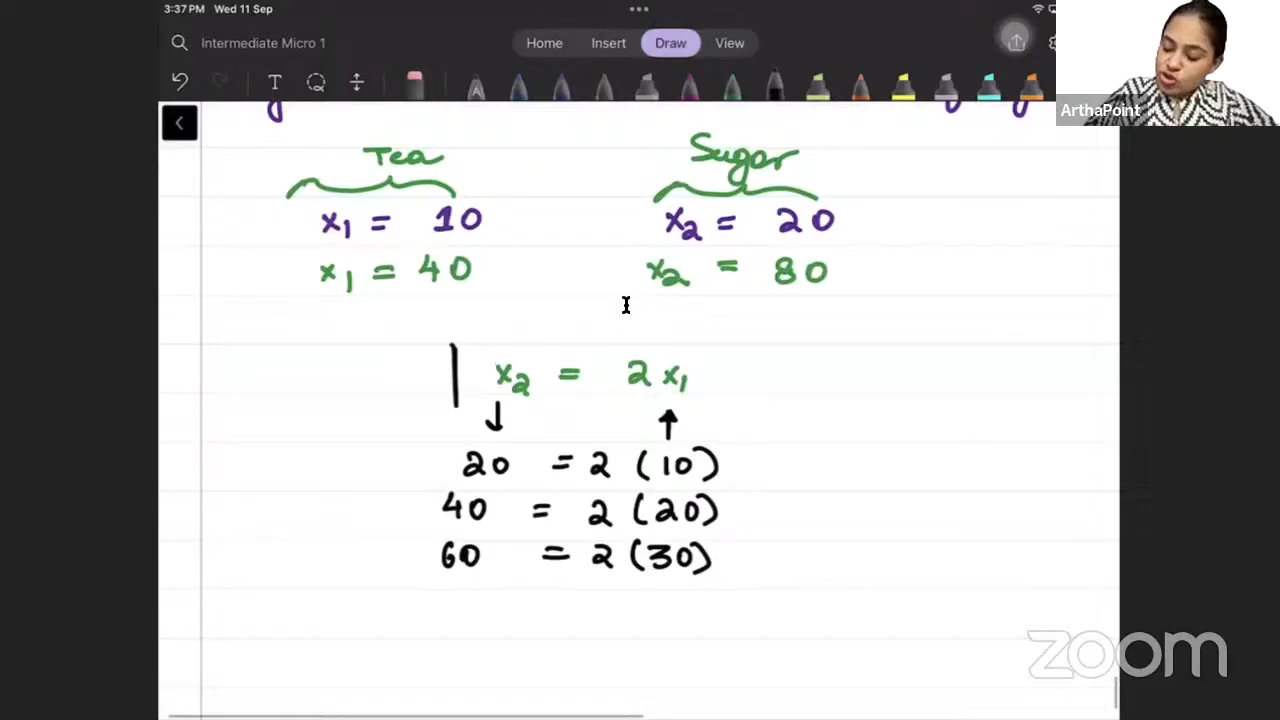 3:37 PM Wed 11 Sep
Intermediate Micro 1
Home Insert Draw View
ArthaPoint
Tea Sugar
x₁ = 10 x₂ = 20
x₁ = 40 x₂ = 80
x₂ = 2x₁
↓ ↑
20 = 2 (10)
40 = 2 (20)
60 = 2 (30)
zoom